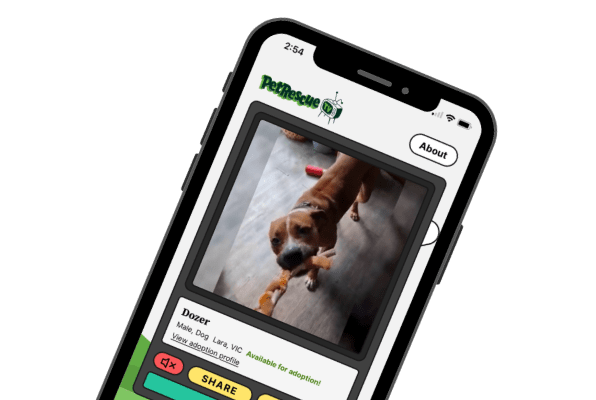 2:54
PetRescue
TV
About
Dozer
Male, Dog Lara, VIC
View adoption profile Available for adoption!
SHARE